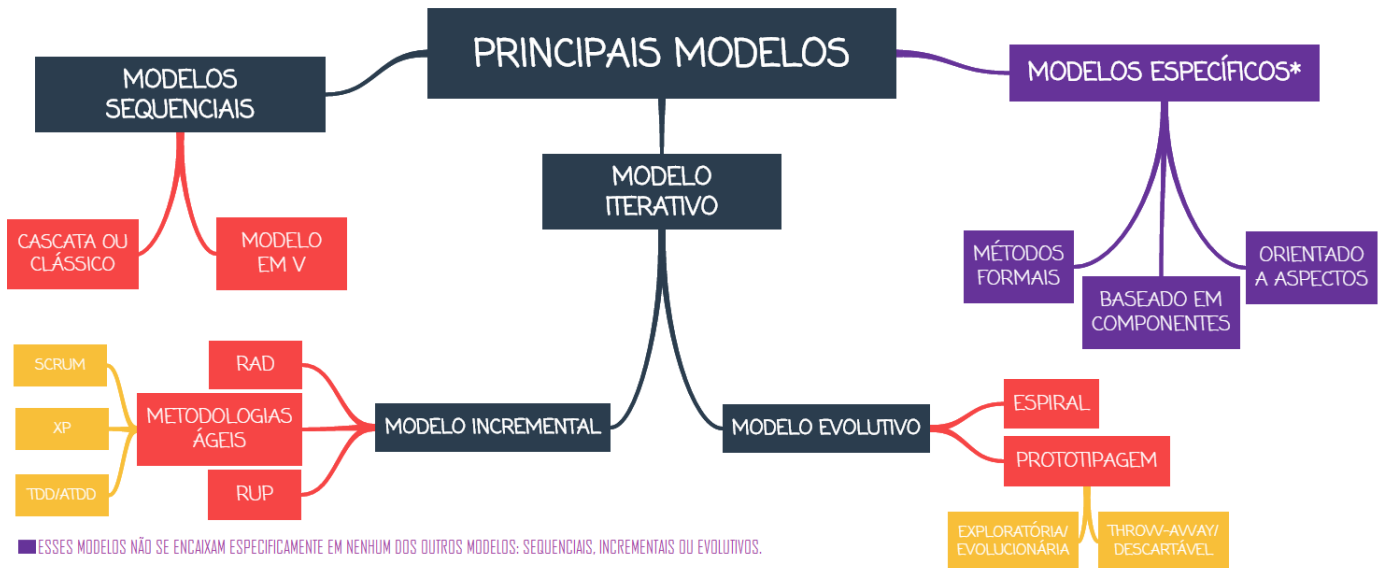 PRINCIPAIS MODELOS
MODELOS
SEQUENCIAIS
MODELOS ESPECÍFICOS*
MODELO
ITERATIVO
CASCATA OU
CLÁSSICO
MODELO
EM V
MÉTODOS
FORMAIS
BASEADO EM
COMPONENTES
ORIENTADO
A ASPECTOS
SCRUM
XP
TDD/ATDD
RAD
METODOLOGIAS
ÁGEIS
RUP
MODELO INCREMENTAL
MODELO EVOLUTIVO
ESPIRAL
PROTOTIPAGEM
EXPLORATÓRIA/
EVOLUCIONÁRIA
THROW-AWAY/
DESCARTÁVEL
ESSES MODELOS NÃO SE ENCAIXAM ESPECIFICAMENTE EM NENHUM DOS OUTROS MODELOS: SEQUENCIAIS, INCREMENTAIS OU EVOLUTIVOS.